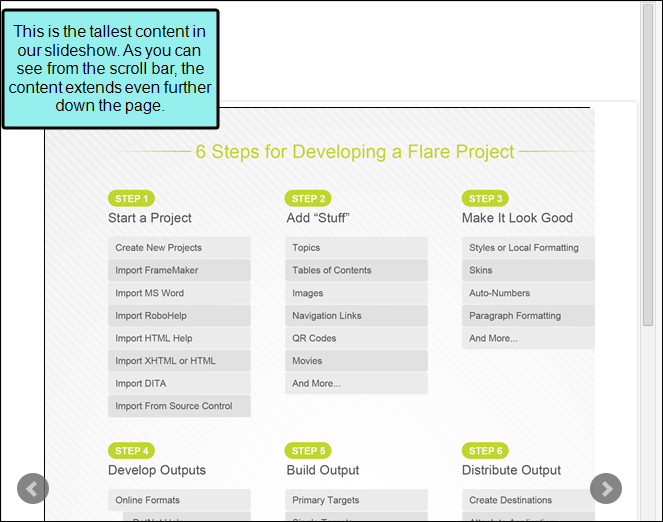 This is the tallest content in
our slideshow. As you can
see from the scroll bar, the
content extends even further
down the page.
6 Steps for Developing a Flare Project
STEP 1
Start a Project
Create New Projects
Import FrameMaker
Import MS Word
Import RoboHelp
Import HTML Help
Import XHTML or HTML
Import DITA
Import From Source Control
STEP 2
Add “Stuff”
Topics
Tables of Contents
Images
Navigation Links
QR Codes
Movies
And More...
STEP 3
Make It Look Good
Styles or Local Formatting
Skins
Auto-Numbers
Paragraph Formatting
And More...
STEP 4
Develop Outputs
Online Formats
STEP 5
Build Output
Primary Targets
Single Targets
STEP 6
Distribute Output
Create Destinations